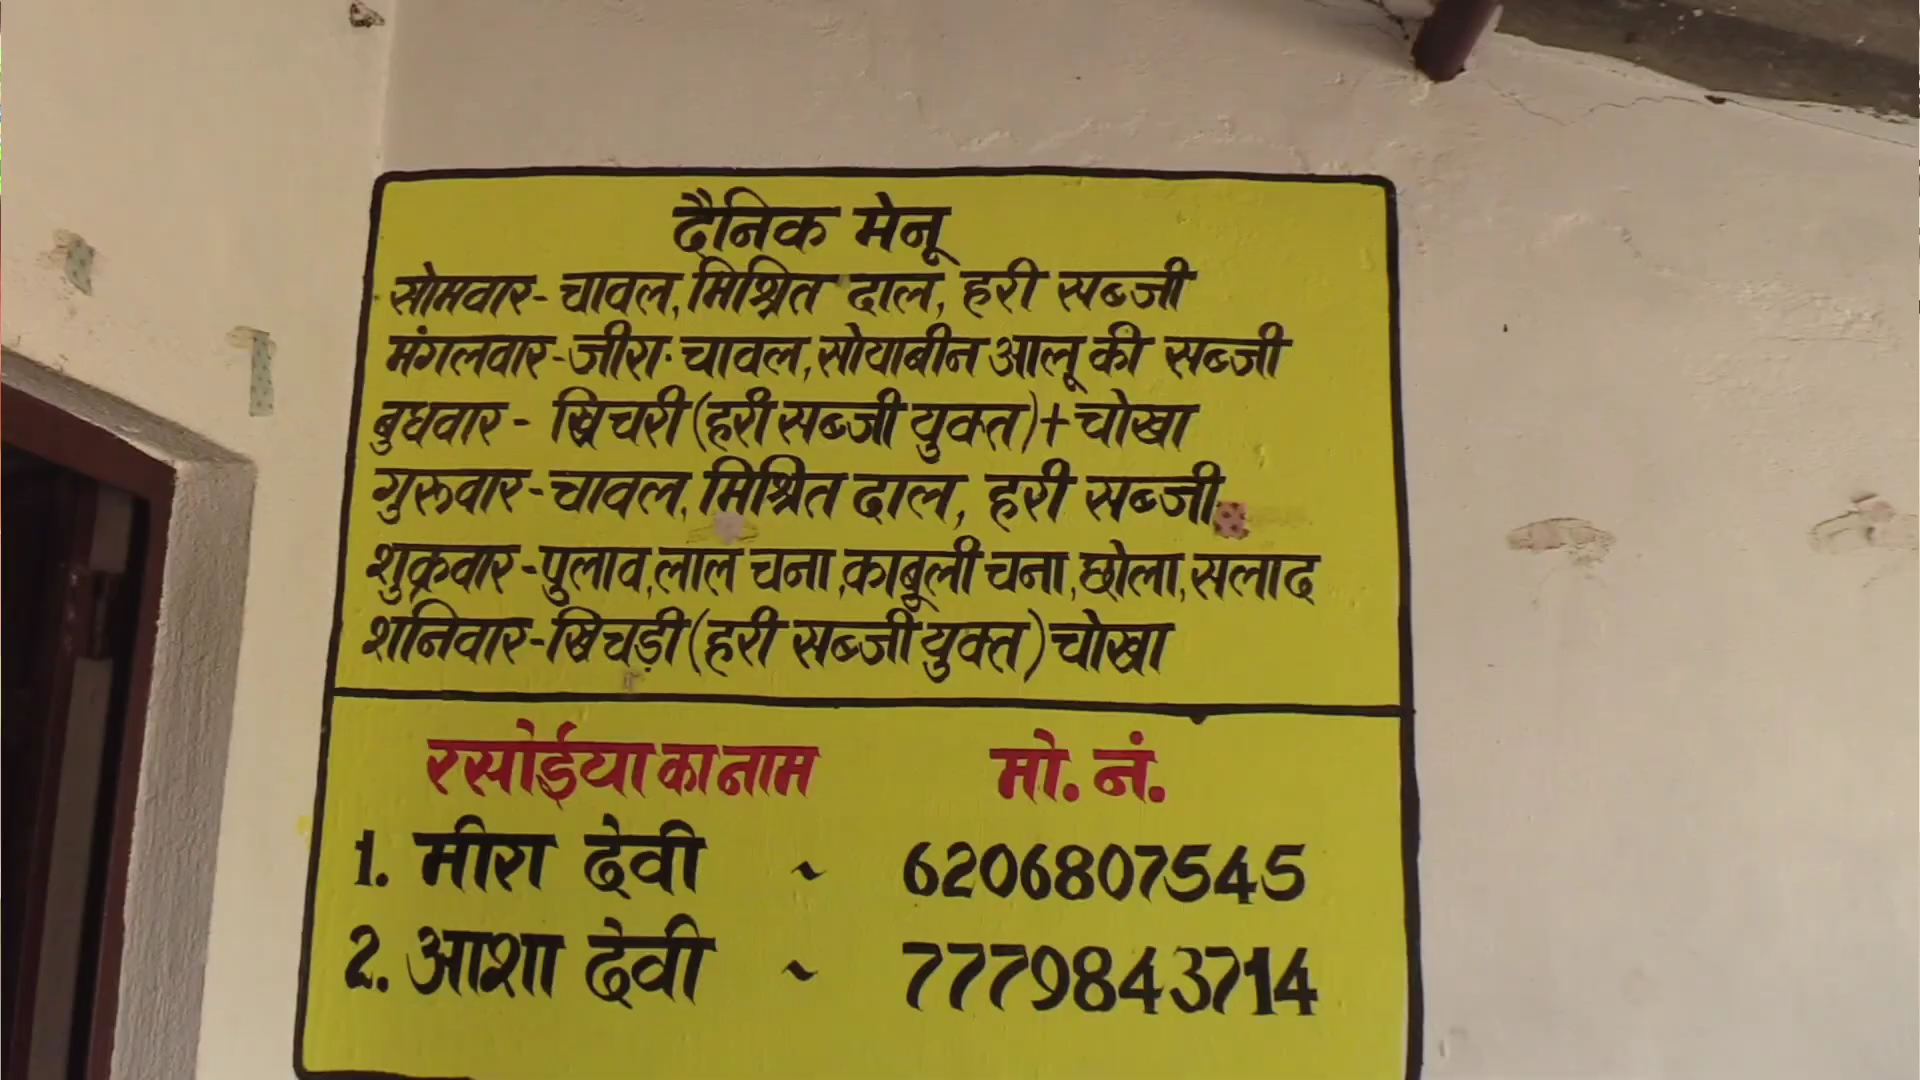 दैनिक मेनू
सोमवार- चावल, मिश्रित दाल, हरी सब्जी
मंगलवार-जीरा-चावल, सोयाबीन आलू की सब्जी
बुधवार - खिचरी (हरी सब्जी युक्त)+चोखा
गुरूवार-चावल, मिश्रित दाल, हरी सब्जी
शुक्रवार-पुलाव, लाल चना, काबूली चना, छोला, सलाद
शनिवार-खिचड़ी (हरी सब्जी युक्त) चोखा
रसोईया का नाम मो. नं.
1. मीरा देवी ~ 6206807545
2. आशा देवी ~ 7779843714